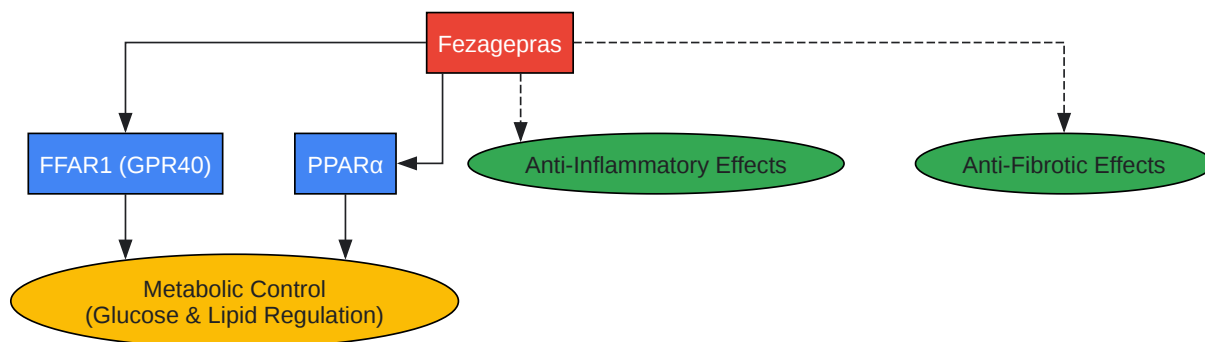 Fezagepras
FFAR1 (GPR40)
PPARα
Anti-Inflammatory Effects
Anti-Fibrotic Effects
Metabolic Control
(Glucose & Lipid Regulation)